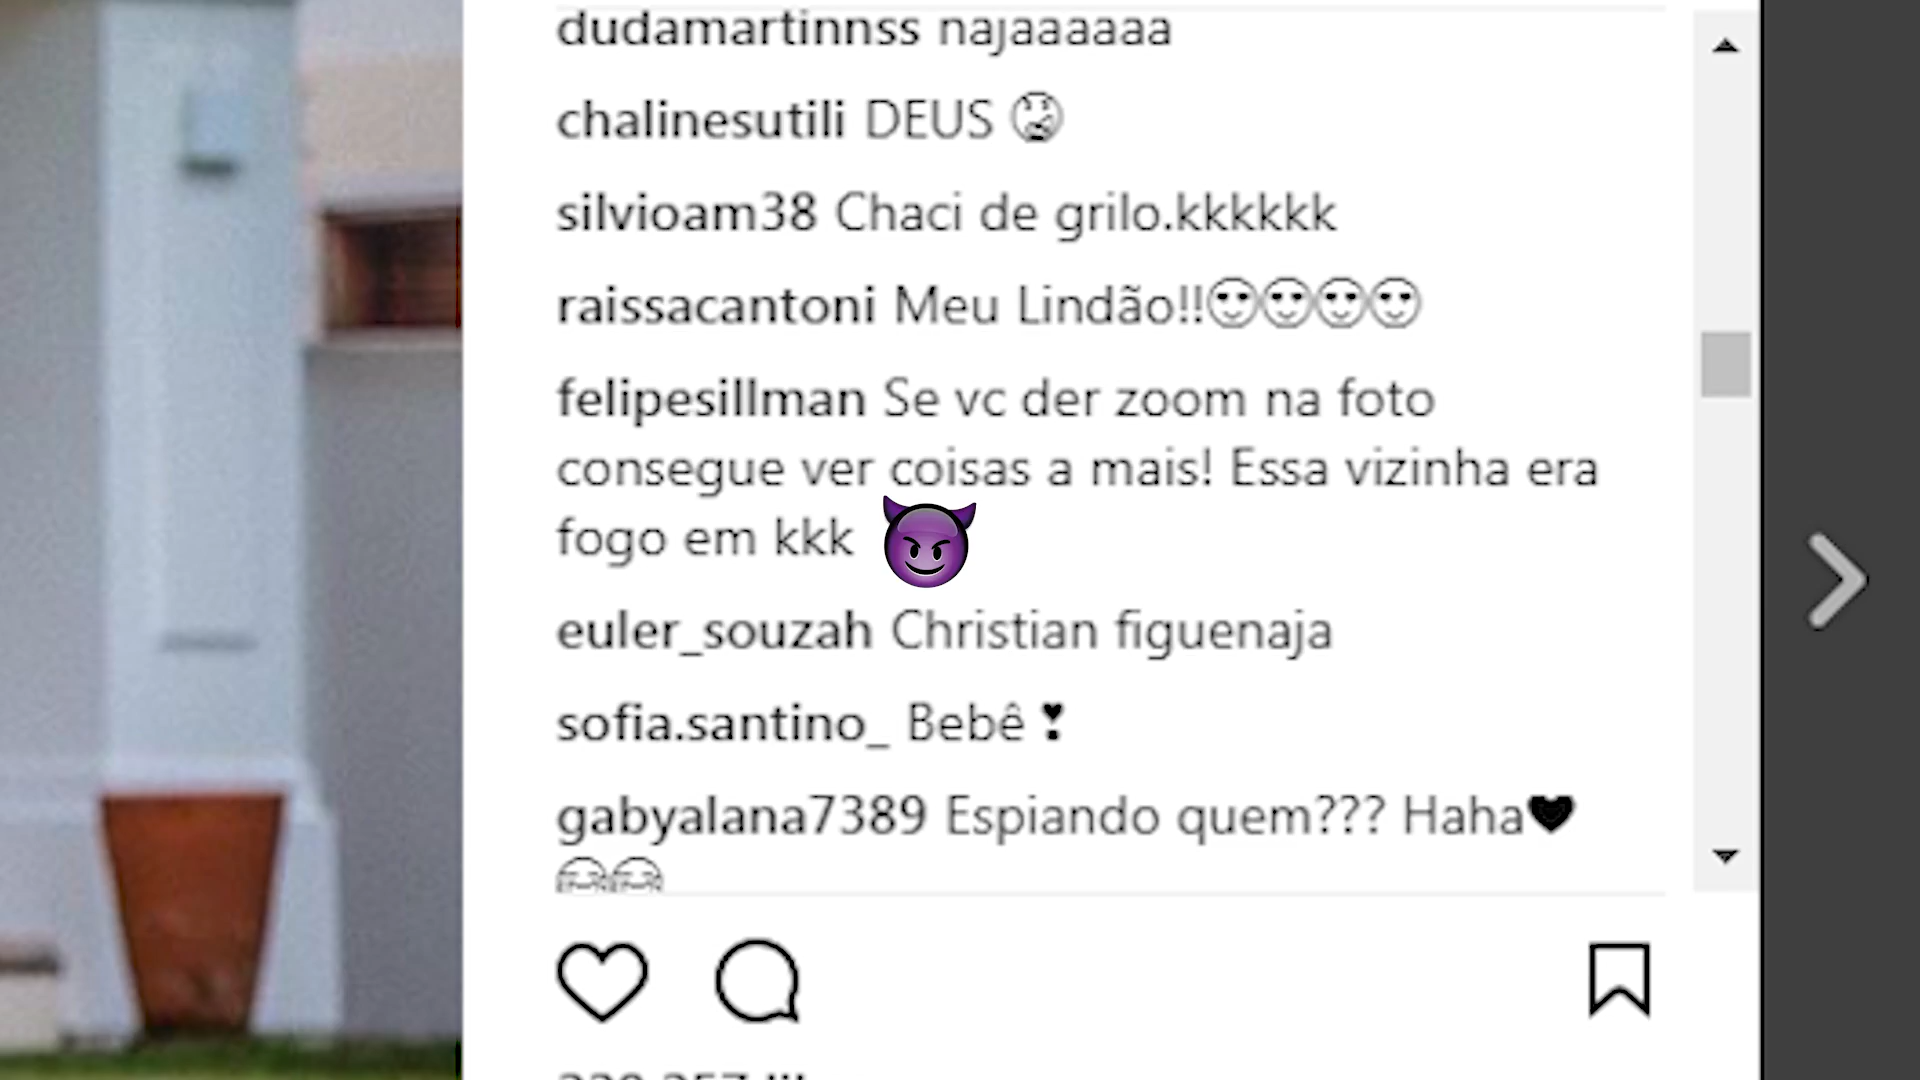 dudamartinnss najaaaaaa
chalinesutili DEUS
silvioam38 Chaci de grilo.kkkkkk
raissacantoni Meu Lindão!!
felipesillman Se vc der zoom na foto
consegue ver coisas a mais! Essa vizinha era
fogo em kkk 😈
euler_souzah Christian figuenaja
sofia.santino_ Bebê ❣
gabyalana7389 Espiando quem??? Haha♥